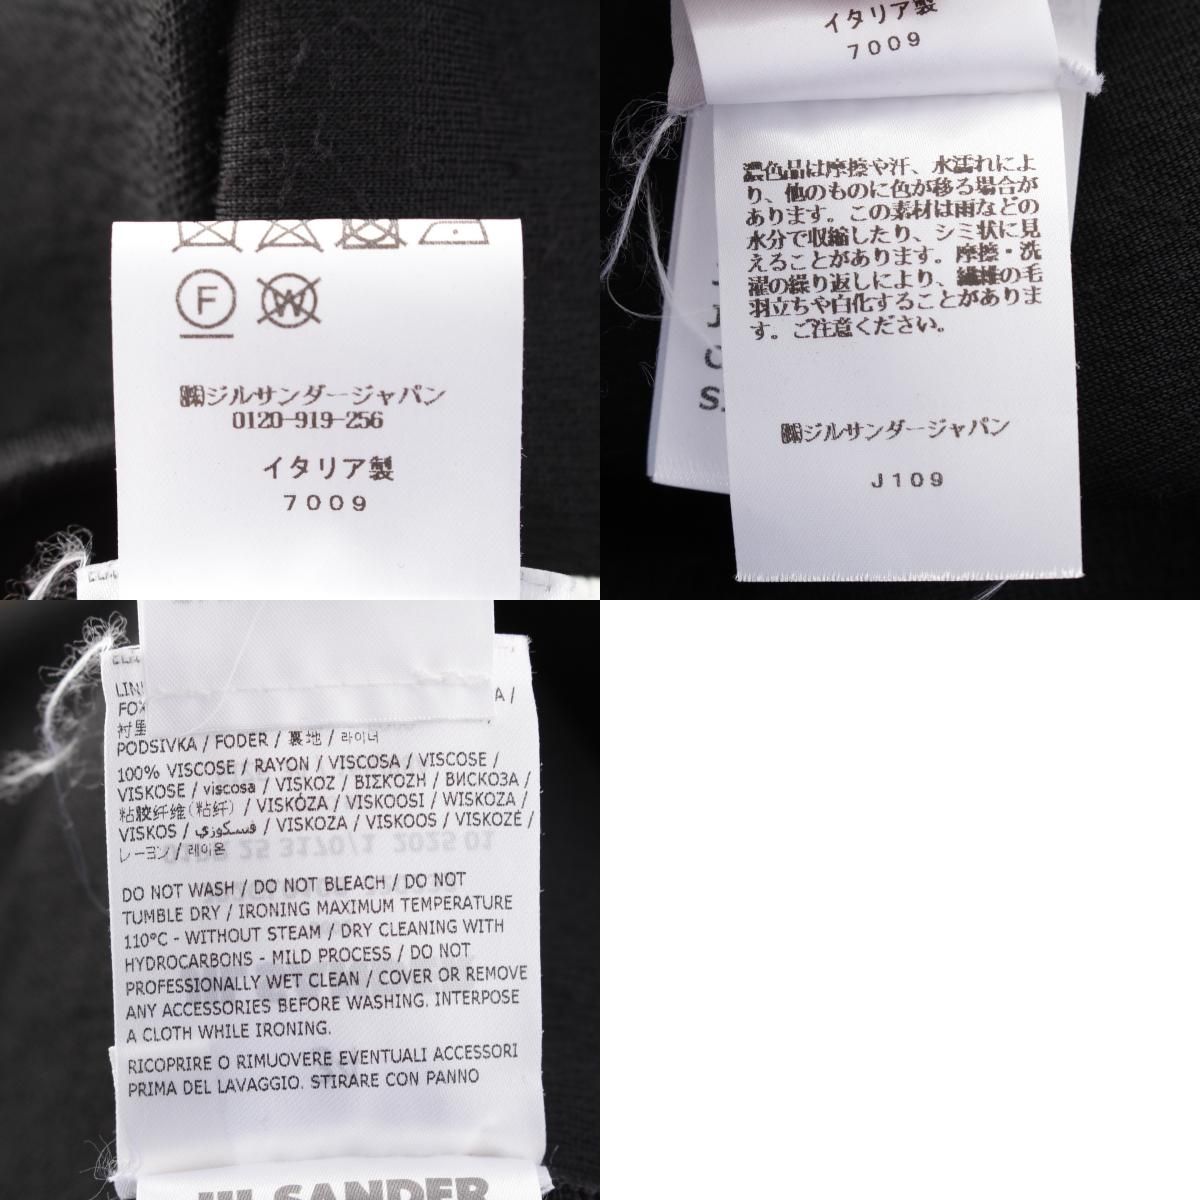 F
W
㈱ジルサンダージャパン
0120-919-256
イタリア製
7009
イタリア製
7009
濃色品は摩擦や汗、水濡れによ
り、他のものに色が移る場合が
あります。この素材は雨などの
水分で収縮したり、シミ状に見
えることがあります。摩擦・洗
濯の繰り返しにより、繊維の毛
羽立ちや白化することがありま
す。ご注意ください。
㈱ジルサンダージャパン
J109
衬里
PODSIVKA / FODER / 裏地 / 라이너
100% VISCOSE / RAYON / VISCOSA / VISCOSE /
VISKOSE / viscosa / VISKOZ / ΒΙΣΚΟΖΗ / ВИСКОЗА /
粘胶纤维(粘纤) / VISKÓZA / VISKOOSI / WISKOZA /
VISKOS / فسكوزي / VISKOZA / VISKOOS / VISKOZĖ /
レーヨン / 레이온
DO NOT WASH / DO NOT BLEACH / DO NOT
TUMBLE DRY / IRONING MAXIMUM TEMPERATURE
110°C - WITHOUT STEAM / DRY CLEANING WITH
HYDROCARBONS - MILD PROCESS / DO NOT
PROFESSIONALLY WET CLEAN / COVER OR REMOVE
ANY ACCESSORIES BEFORE WASHING. INTERPOSE
A CLOTH WHILE IRONING.
RICOPRIRE O RIMUOVERE EVENTUALI ACCESSORI
PRIMA DEL LAVAGGIO. STIRARE CON PANNO
JIL SANDER